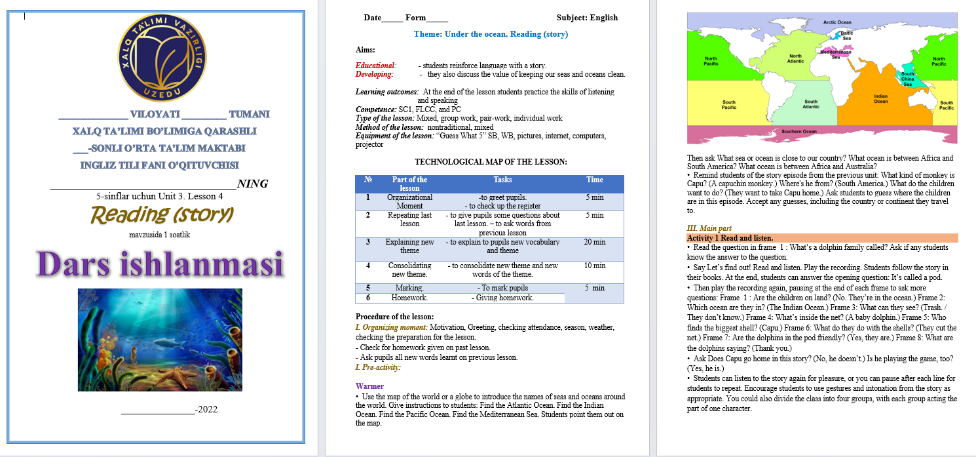 XALQ TA'LIMI VAZIRLIGI
UZEDU
____________ VILOYATI ________ TUMANI
XALQ TA'LIMI BO'LIMIGA QARASHLI
___-SONLI O'RTA TA'LIM MAKTABI
INGLIZ TILI FANI O'QITUVCHISI
________________________________NING
5-sinflar uchun Unit 3. Lesson 4
Reading (story)
mavzusida 1 soatlik
Dars ishlanmasi
________________-2022
Date_____ Form_____ Subject: English
Theme: Under the ocean. Reading (story)
Aims:
Educational: - students reinforce language with a story.
Developing: - they also discuss the value of keeping our seas and oceans clean.
Learning outcomes: At the end of the lesson students practice the skills of listening
and speaking
Competence: SC1, FLCC, and PC
Type of the lesson: Mixed, group work, pair-work, individual work
Method of the lesson: nontraditional, mixed
Equipment of the lesson: "Guess What 5" SB, WB, pictures, internet, computers,
projector
TECHNOLOGICAL MAP OF THE LESSON:
№ Part of the lesson Tasks Time
1 Organizational Moment -to greet pupils. - to check up the register 5 min
2 Repeating last lesson - to give pupils some questions about last lesson. – to ask words from previous lesson 5 min
3 Explaining new theme - to explain to pupils new vocabulary and theme 20 min
4 Consolidating new theme. - to consolidate new theme and new words of the theme. 10 min
5 Marking. - To mark pupils 5 min
6 Homework. - Giving homework.
Procedure of the lesson:
I. Organizing moment: Motivation, Greeting, checking attendance, season, weather,
checking the preparation for the lesson.
- Check for homework given on past lesson.
- Ask pupils all new words learnt on previous lesson.
I. Pre-activity:
Warmer
• Use the map of the world or a globe to introduce the names of seas and oceans around
the world. Give instructions to students: Find the Atlantic Ocean. Find the Indian
Ocean. Find the Pacific Ocean. Find the Mediterranean Sea. Students point them out on
the map.
Arctic Ocean
Baltic Sea
North Pacific
North Atlantic
Mediterranean Sea
North Pacific
South China Sea
South Pacific
South Atlantic
Indian Ocean
South Pacific
Southern Ocean
Then ask What sea or ocean is close to our country? What ocean is between Africa and
South America? What ocean is between Africa and Australia?
• Remind students of the story episode from the previous unit: What kind of monkey is
Capu? (A capuchin monkey.) Where's he from? (South America.) What do the children
want to do? (They want to take Capu home.) Ask students to guess where the children
are in this episode. Accept any guesses, including the country or continent they travel
to.
III. Main part
Activity 1 Read and listen.
• Read the question in frame 1 : What's a dolphin family called? Ask if any students
know the answer to the question.
• Say Let's find out! Read and listen. Play the recording. Students follow the story in
their books. At the end, students can answer the opening question: It's called a pod.
• Then play the recording again, pausing at the end of each frame to ask more
questions: Frame 1 : Are the children on land? (No. They're in the ocean.) Frame 2:
Which ocean are they in? (The Indian Ocean.) Frame 3: What can they see? (Trash. /
They don't know.) Frame 4: What's inside the net? (A baby dolphin.) Frame 5: Who
finds the biggest shell? (Capu.) Frame 6: What do they do with the shells? (They cut the
net.) Frame 7: Are the dolphins in the pod friendly? (Yes, they are.) Frame 8: What are
the dolphins saying? (Thank you.)
• Ask Does Capu go home in this story? (No, he doesn't.) Is he playing the game, too?
(Yes, he is.)
• Students can listen to the story again for pleasure, or you can pause after each line for
students to repeat. Encourage students to use gestures and intonation from the story as
appropriate. You could also divide the class into four groups, with each group acting the
part of one character.